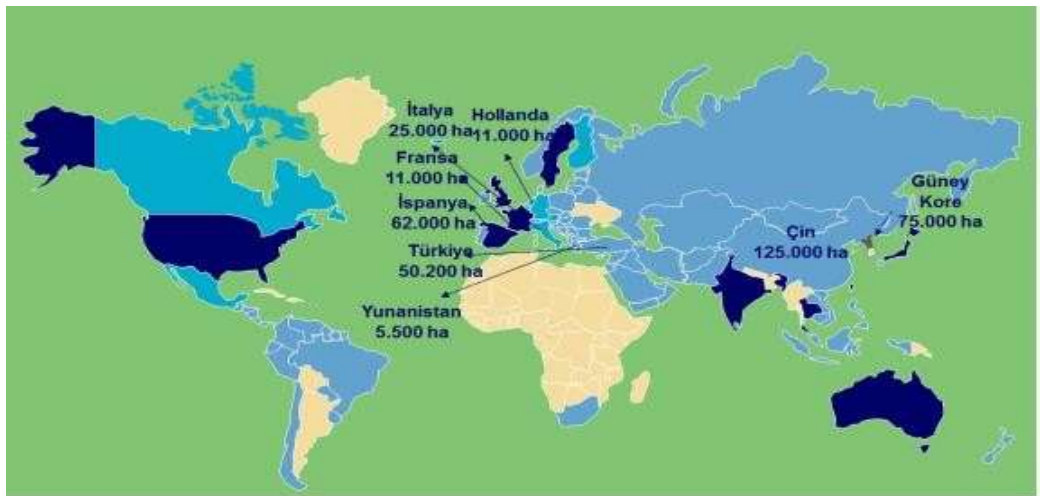 İtalya
25.000 ha
Hollanda
11.000 ha
Fransa
11.000 ha
İspanya
62.000 ha
Türkiye
50.200 ha
Yunanistan
5.500 ha
Çin
125.000 ha
Güney
Kore
75.000 ha